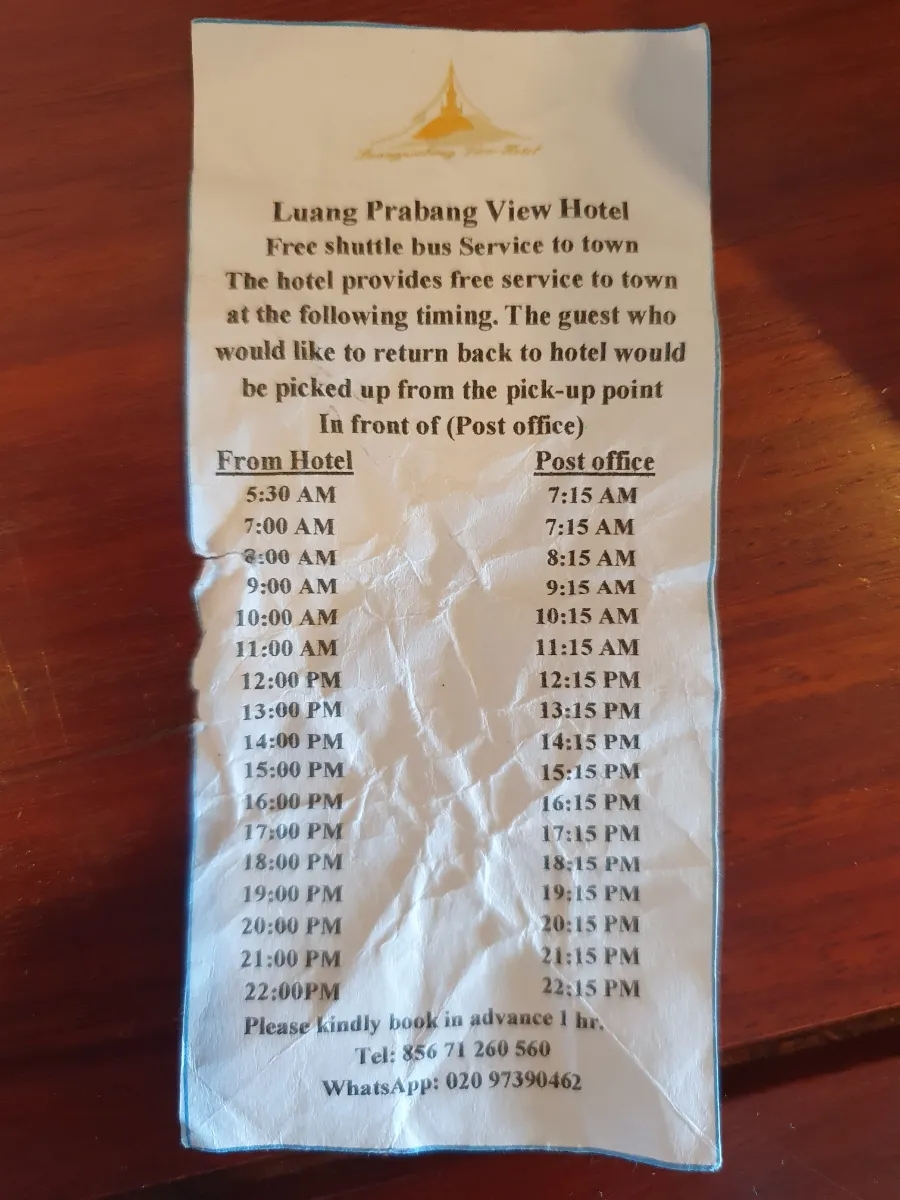 Luang Prabang View Hotel
Free shuttle bus Service to town
The hotel provides free service to town
at the following timing. The guest who
would like to return back to hotel would
be picked up from the pick-up point
In front of (Post office)
From Hotel Post office
5:30 AM 7:15 AM
7:00 AM 7:15 AM
8:00 AM 8:15 AM
9:00 AM 9:15 AM
10:00 AM 10:15 AM
11:00 AM 11:15 AM
12:00 PM 12:15 PM
13:00 PM 13:15 PM
14:00 PM 14:15 PM
15:00 PM 15:15 PM
16:00 PM 16:15 PM
17:00 PM 17:15 PM
18:00 PM 18:15 PM
19:00 PM 19:15 PM
20:00 PM 20:15 PM
21:00 PM 21:15 PM
22:00PM 22:15 PM
Please kindly book in advance 1 hr.
Tel: 856 71 260 560
WhatsApp: 020 97390462